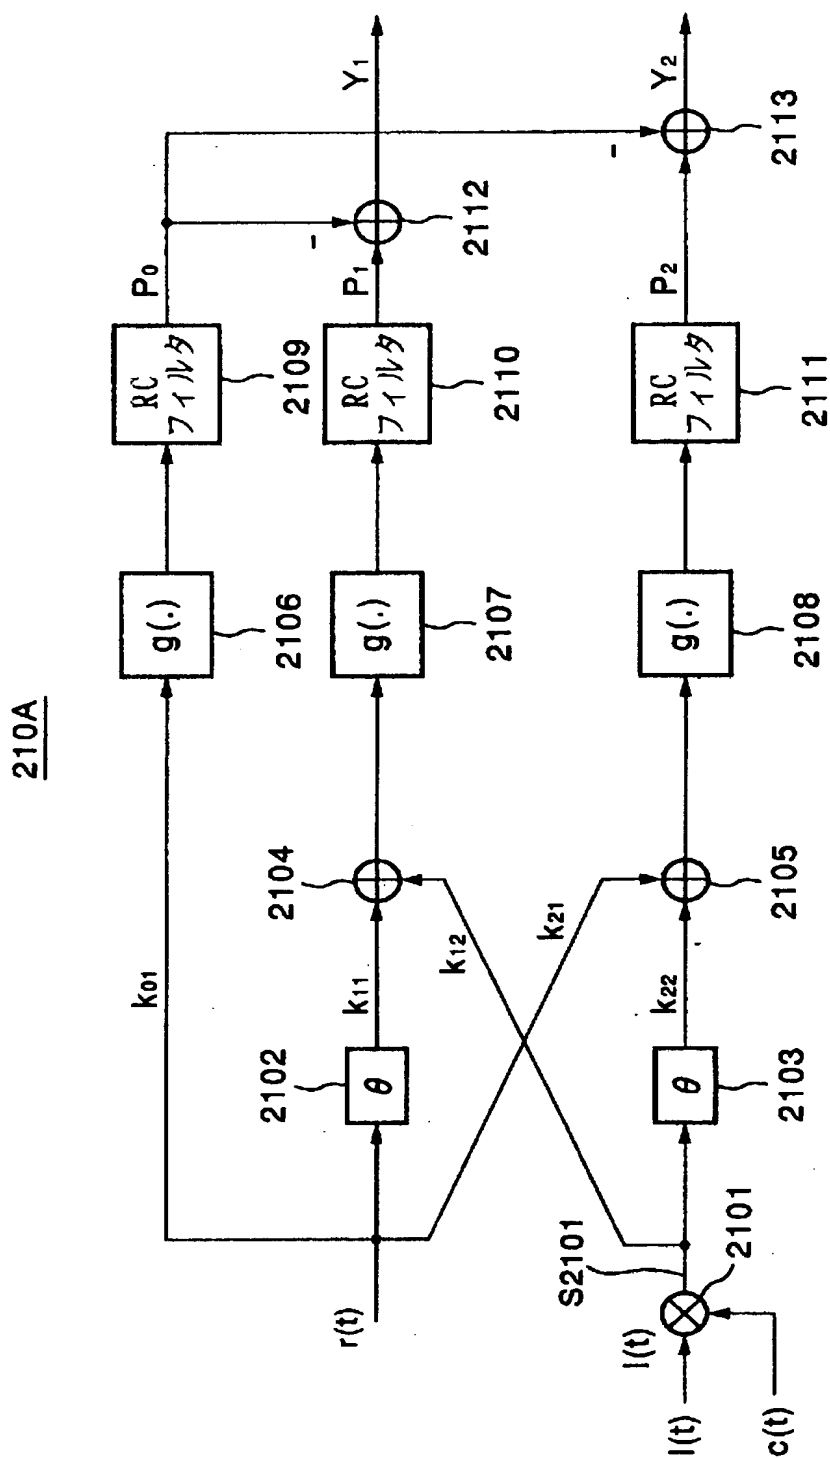 210A
r(t)
l(t)
l(t)
c(t)
S2101
2101
2102
θ
2103
θ
k01
k11
k12
k21
k22
2104
2105
g(.)
2106
g(.)
2107
g(.)
2108
RC
フィルタ
2109
RC
フィルタ
2110
RC
フィルタ
2111
P0
P1
P2
-
2112
-
2113
Y1
Y2